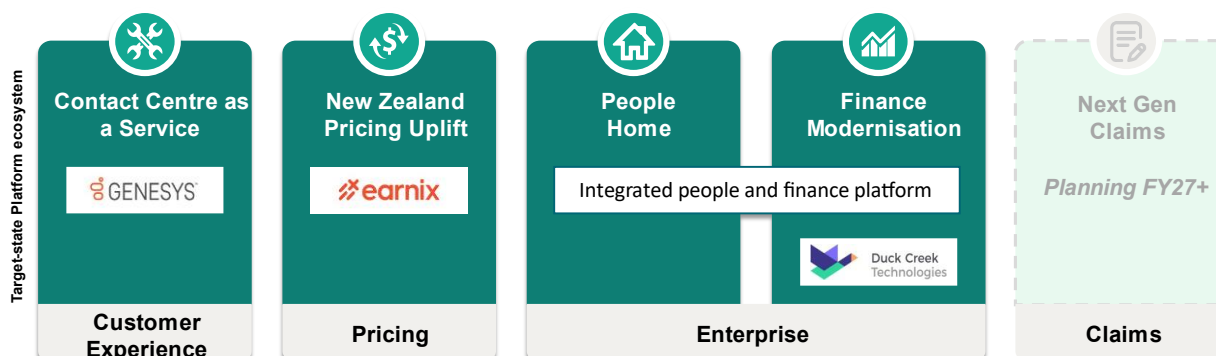 Target-state Platform ecosystem
Contact Centre as
a Service
GENESYS
Customer
Experience
New Zealand
Pricing Uplift
earnix
Pricing
People
Home
Finance
Modernisation
Integrated people and finance platform
Duck Creek
Technologies
Enterprise
Next Gen
Claims
Planning FY27+
Claims